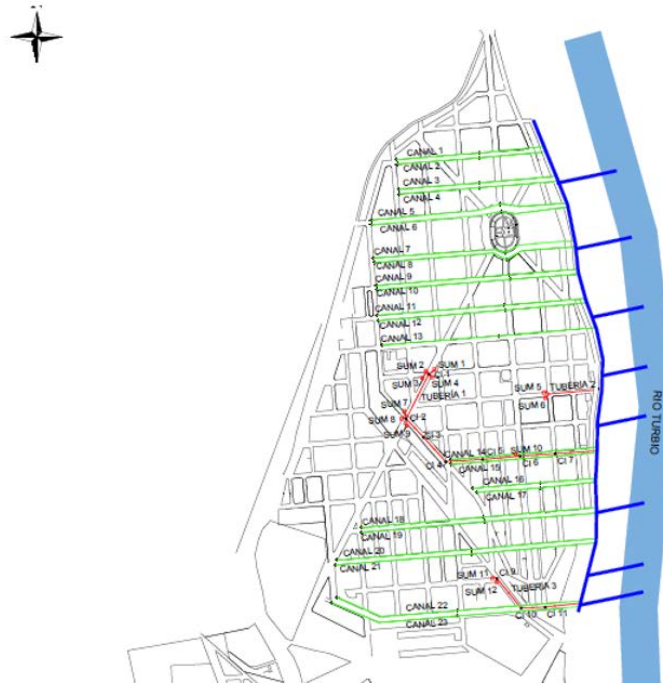 CANAL 1
CANAL 2
CANAL 3
CANAL 4
CANAL 5
CANAL 6
CANAL 7
CANAL 8
CANAL 9
CANAL 10
CANAL 11
CANAL 12
CANAL 13
SUM 2
SUM 1
CI 1
SUM 3
SUM 4
TUBERÍA 1
SUM 5
TUBERÍA 2
SUM 6
SUM 7
SUM 8
CI 2
SUM 9
CI 3
RIO TURBIO
CI 4
CANAL 14
CI 5
SUM 10
CANAL 15
CI 6
CI 7
CANAL 16
CANAL 17
CANAL 18
CANAL 19
CANAL 20
CANAL 21
SUM 11
CI 9
SUM 12
TUBERÍA 3
CANAL 22
CI 10
CI 11
CANAL 23